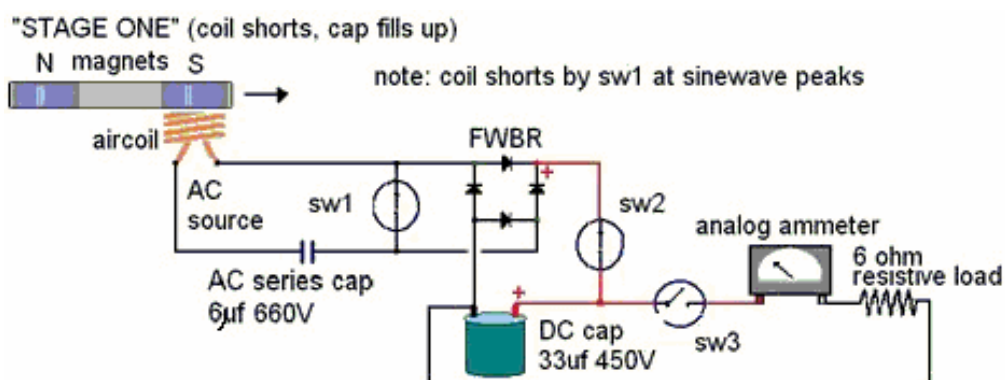 "STAGE ONE" (coil shorts, cap fills up)
N magnets S
note: coil shorts by sw1 at sinewave peaks
aircoil
FWBR
+
AC
source
sw1
sw2
analog ammeter
6 ohm
resistive load
AC series cap
6µf 660V
+
DC cap
33uf 450V
sw3